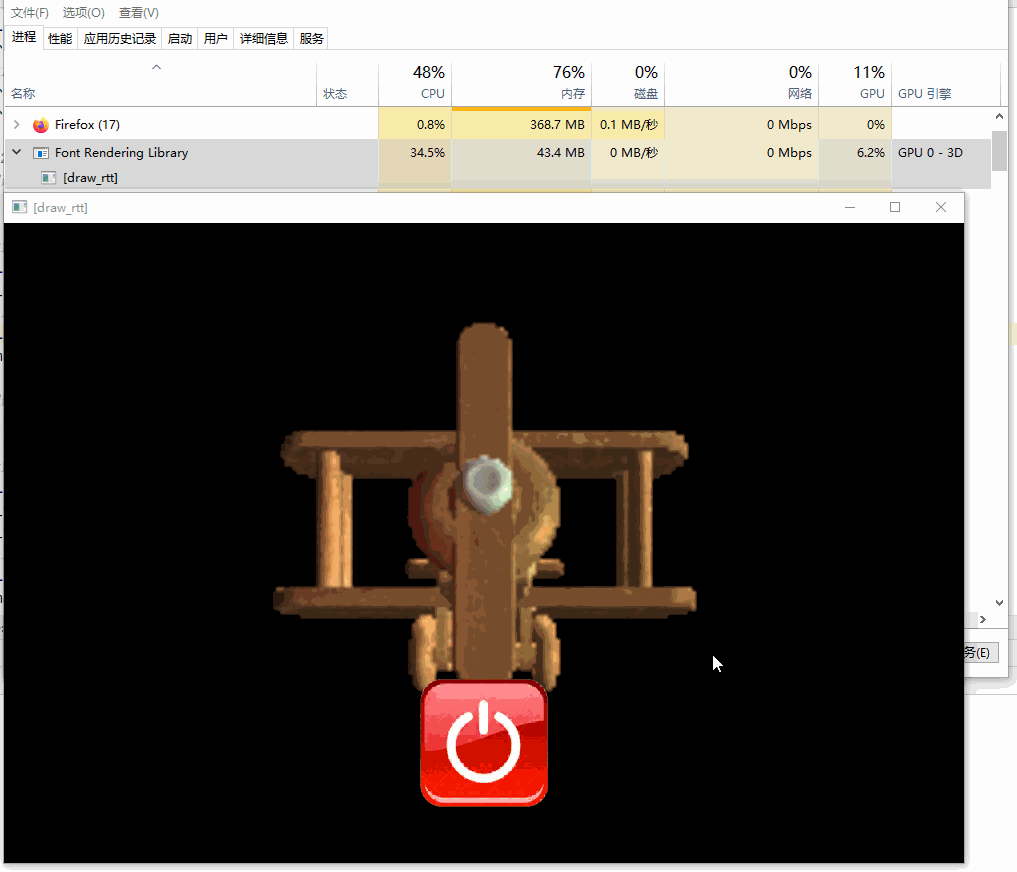 文件(F) 选项(O) 查看(V)
进程 性能 应用历史记录 启动 用户 详细信息 服务
48% 76% 0% 0% 11%
名称 状态 CPU 内存 磁盘 网络 GPU GPU 引擎
Firefox (17) 0.8% 368.7 MB 0.1 MB/秒 0 Mbps 0%
Font Rendering Library 34.5% 43.4 MB 0 MB/秒 0 Mbps 6.2% GPU 0 - 3D
[draw_rtt]
[draw_rtt]
务(E)